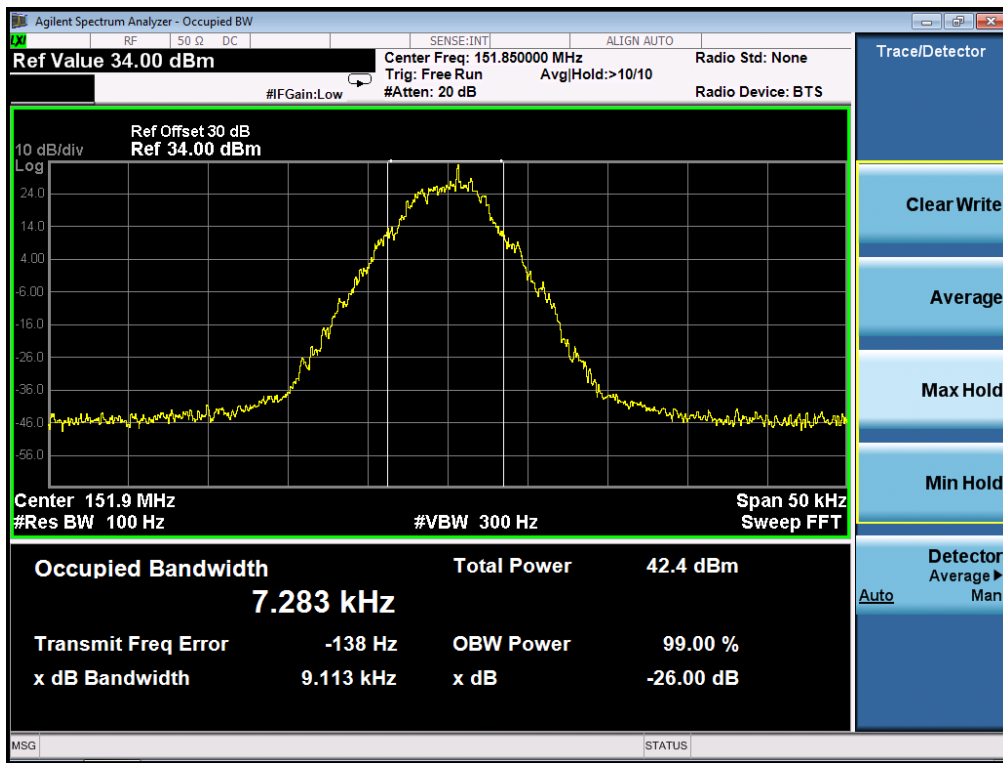 Agilent Spectrum Analyzer - Occupied BW
LXI RF 50 Ω DC SENSE:INT ALIGN AUTO
Ref Value 34.00 dBm
Center Freq: 151.850000 MHz Radio Std: None
Trig: Free Run Avg|Hold:>10/10
#IFGain:Low #Atten: 20 dB Radio Device: BTS
Ref Offset 30 dB
10 dB/div Ref 34.00 dBm
Log
24.0
14.0
4.00
-6.00
-16.0
-26.0
-36.0
-46.0
-56.0
Center 151.9 MHz Span 50 kHz
#Res BW 100 Hz #VBW 300 Hz Sweep FFT
Occupied Bandwidth Total Power 42.4 dBm
7.283 kHz
Transmit Freq Error -138 Hz OBW Power 99.00 %
x dB Bandwidth 9.113 kHz x dB -26.00 dB
MSG STATUS
Trace/Detector
Clear Write
Average
Max Hold
Min Hold
Detector
Average
Auto Man